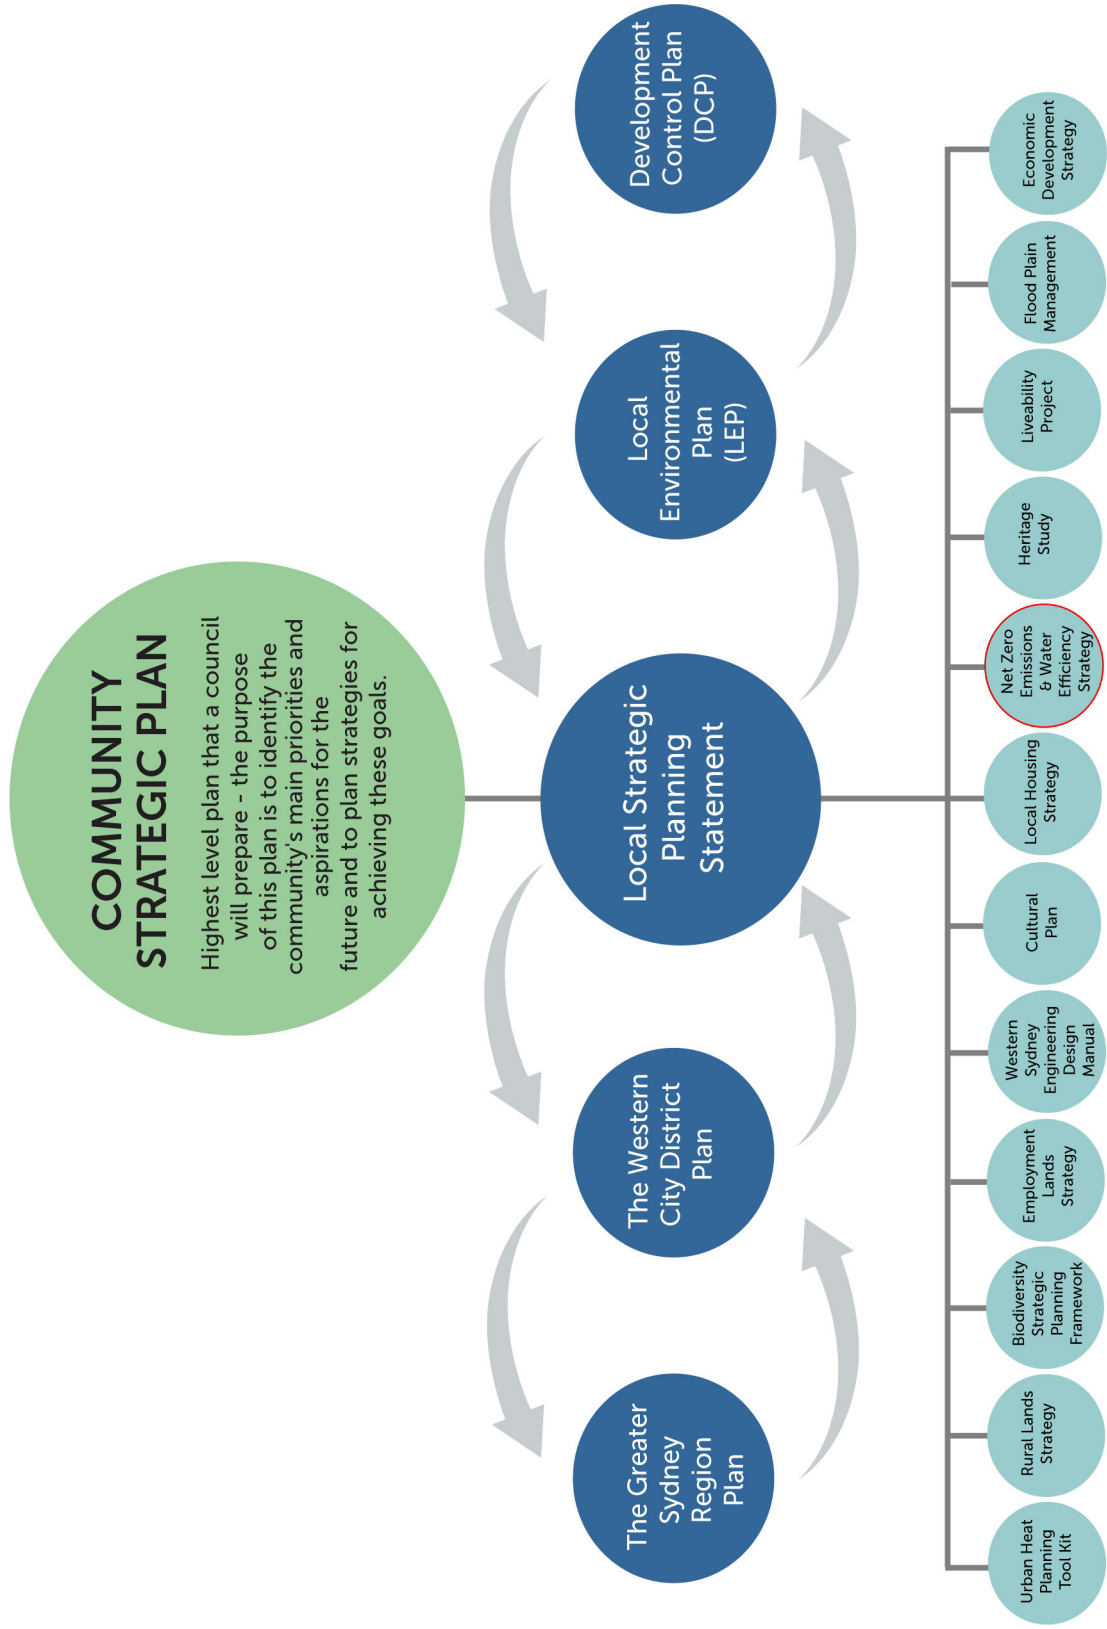 COMMUNITY
STRATEGIC PLAN
Highest level plan that a council
will prepare - the purpose
of this plan is to identify the
community's main priorities and
aspirations for the
future and to plan strategies for
achieving these goals.
The Greater
Sydney
Region
Plan
The Western
City District
Plan
Local Strategic
Planning
Statement
Local
Environmental
Plan
(LEP)
Development
Control Plan
(DCP)
Urban Heat
Planning
Tool Kit
Rural Lands
Strategy
Biodiversity
Strategic
Planning
Framework
Employment
Lands
Strategy
Western
Sydney
Engineering
Design
Manual
Cultural
Plan
Local Housing
Strategy
Net Zero
Emissions
& Water
Efficiency
Strategy
Heritage
Study
Liveability
Project
Flood Plain
Management
Economic
Development
Strategy